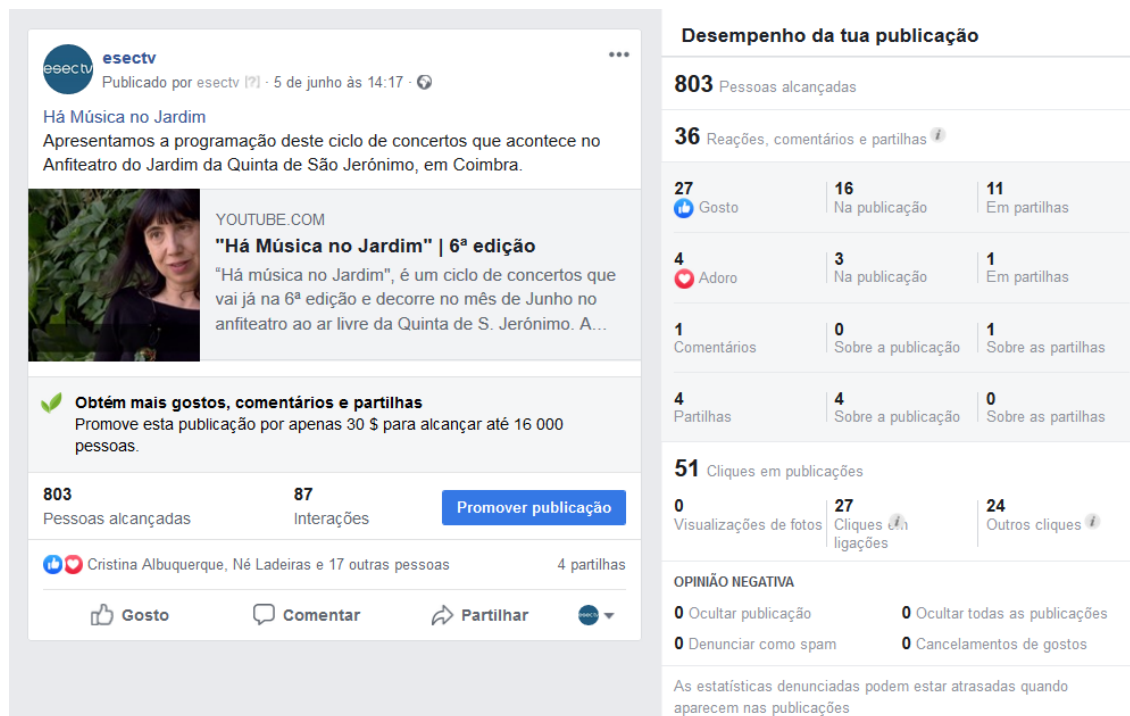 esectv
esectv
Publicado por esectv [?] · 5 de junho às 14:17 ·
Há Música no Jardim
Apresentamos a programação deste ciclo de concertos que acontece no
Anfiteatro do Jardim da Quinta de São Jerónimo, em Coimbra.
YOUTUBE.COM
"Há Música no Jardim" | 6ª edição
“Há música no Jardim", é um ciclo de concertos que
vai já na 6ª edição e decorre no mês de Junho no
anfiteatro ao ar livre da Quinta de S. Jerónimo. A...
Obtém mais gostos, comentários e partilhas
Promove esta publicação por apenas 30 $ para alcançar até 16 000
pessoas.
803 87
Pessoas alcançadas Interações Promover publicação
Cristina Albuquerque, Né Ladeiras e 17 outras pessoas 4 partilhas
Gosto Comentar Partilhar esectv
Desempenho da tua publicação
803 Pessoas alcançadas
36 Reações, comentários e partilhas i
27 16 11
Gosto Na publicação Em partilhas
4 3 1
Adoro Na publicação Em partilhas
1 0 1
Comentários Sobre a publicação Sobre as partilhas
4 4 0
Partilhas Sobre a publicação Sobre as partilhas
51 Cliques em publicações
0 27 24
Visualizações de fotos Cliques em i Outros cliques i
ligações
OPINIÃO NEGATIVA
0 Ocultar publicação 0 Ocultar todas as publicações
0 Denunciar como spam 0 Cancelamentos de gostos
As estatísticas denunciadas podem estar atrasadas quando
aparecem nas publicações